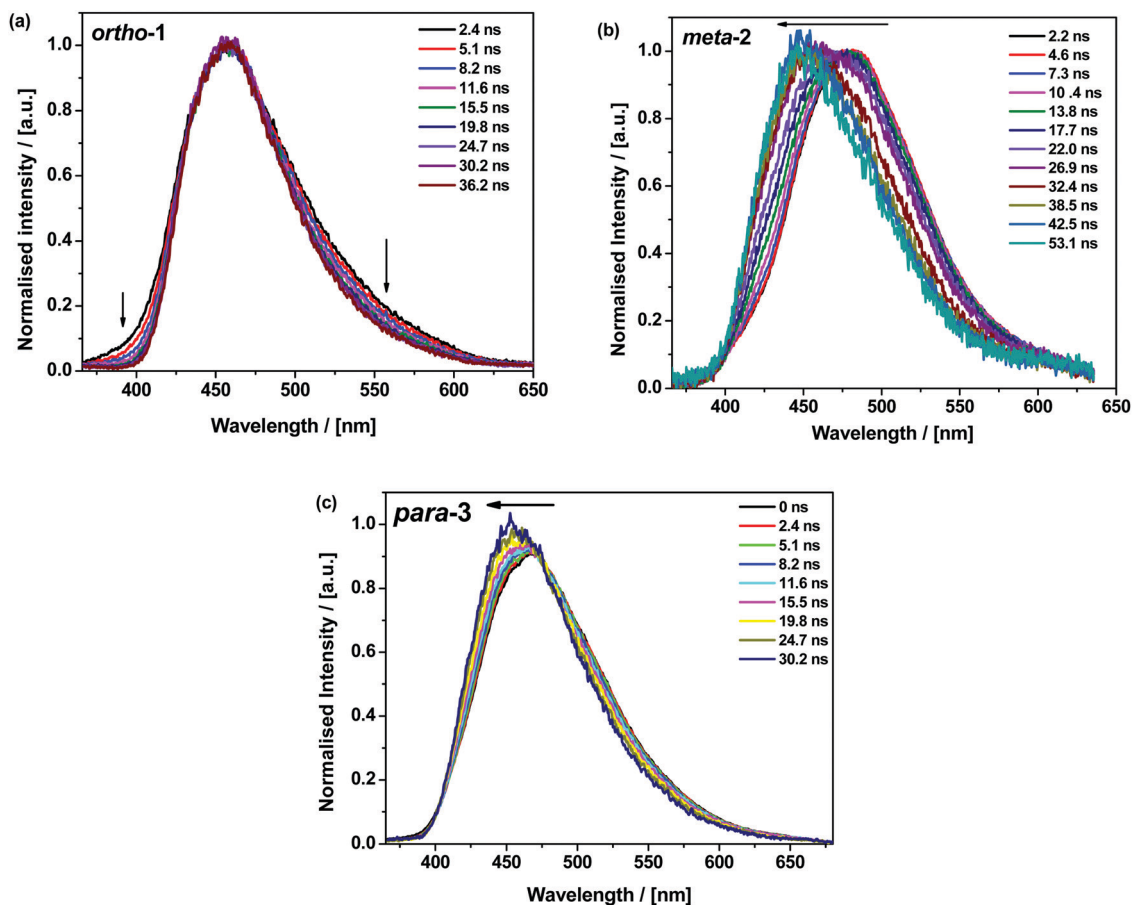 (a)
ortho-1
2.4 ns
5.1 ns
8.2 ns
11.6 ns
15.5 ns
19.8 ns
24.7 ns
30.2 ns
36.2 ns
Normalised intensity / [a.u.]
1.0
0.8
0.6
0.4
0.2
0.0
400 450 500 550 600 650
Wavelength / [nm]
(b)
meta-2
2.2 ns
4.6 ns
7.3 ns
10 .4 ns
13.8 ns
17.7 ns
22.0 ns
26.9 ns
32.4 ns
38.5 ns
42.5 ns
53.1 ns
Normalised Intensity / [a.u.]
1.0
0.8
0.6
0.4
0.2
0.0
400 450 500 550 600 650
Wavelength / [nm]
(c)
para-3
0 ns
2.4 ns
5.1 ns
8.2 ns
11.6 ns
15.5 ns
19.8 ns
24.7 ns
30.2 ns
Normalised Intensity / [a.u.]
1.0
0.8
0.6
0.4
0.2
0.0
400 450 500 550 600 650
Wavelength / [nm]